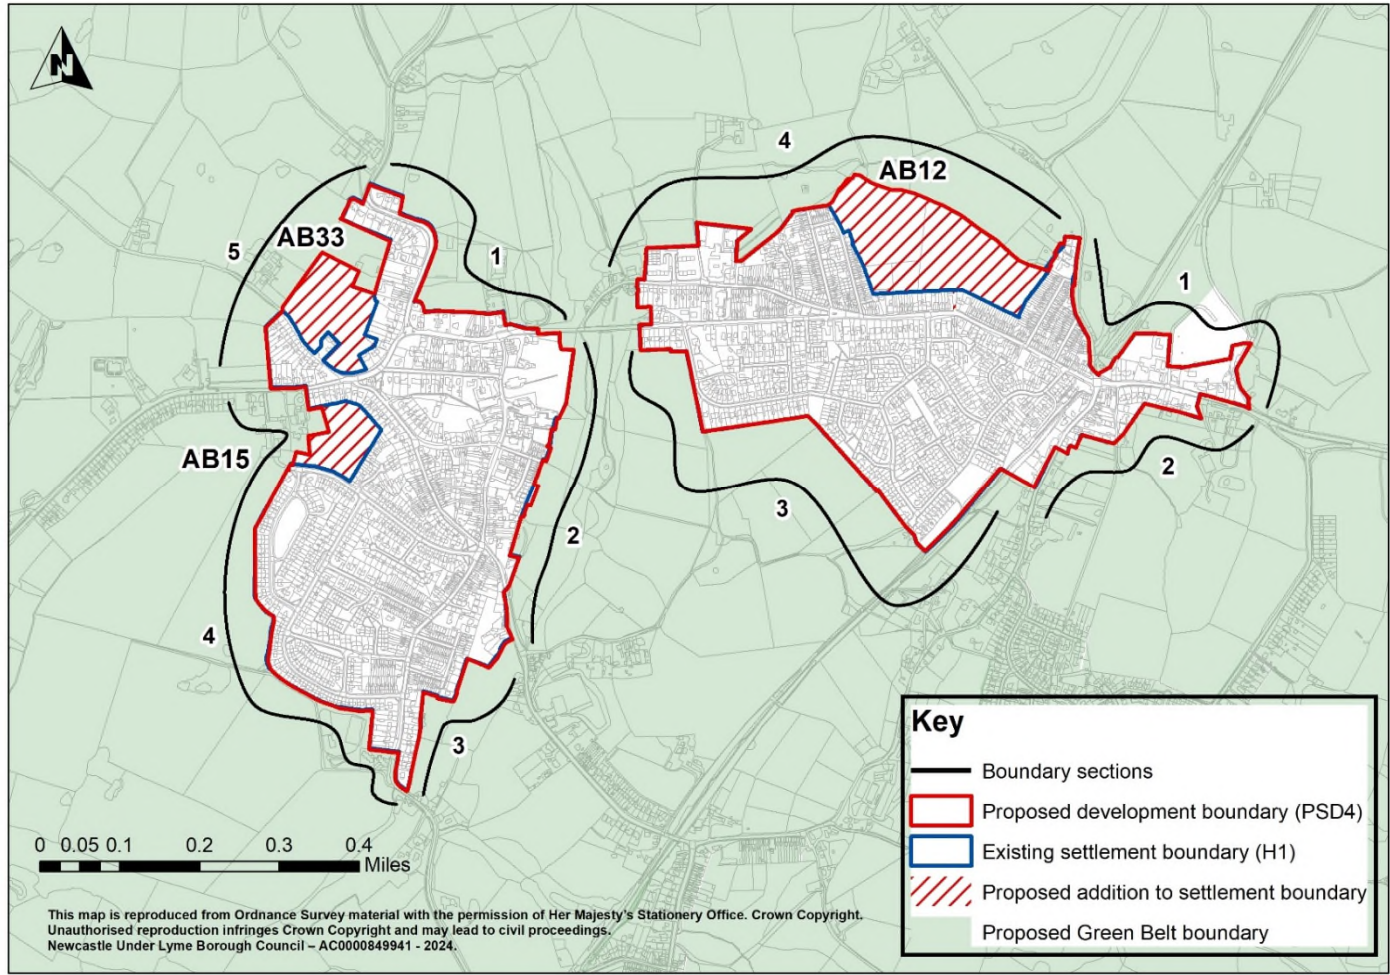 N
4
AB12
AB33
5
1
1
AB15
2
3
2
4
3
Key
Boundary sections
Proposed development boundary (PSD4)
Existing settlement boundary (H1)
Proposed addition to settlement boundary
Proposed Green Belt boundary
0 0.05 0.1 0.2 0.3 0.4
Miles
This map is reproduced from Ordnance Survey material with the permission of Her Majesty's Stationery Office. Crown Copyright.
Unauthorised reproduction infringes Crown Copyright and may lead to civil proceedings.
Newcastle Under Lyme Borough Council – AC0000849941 - 2024.